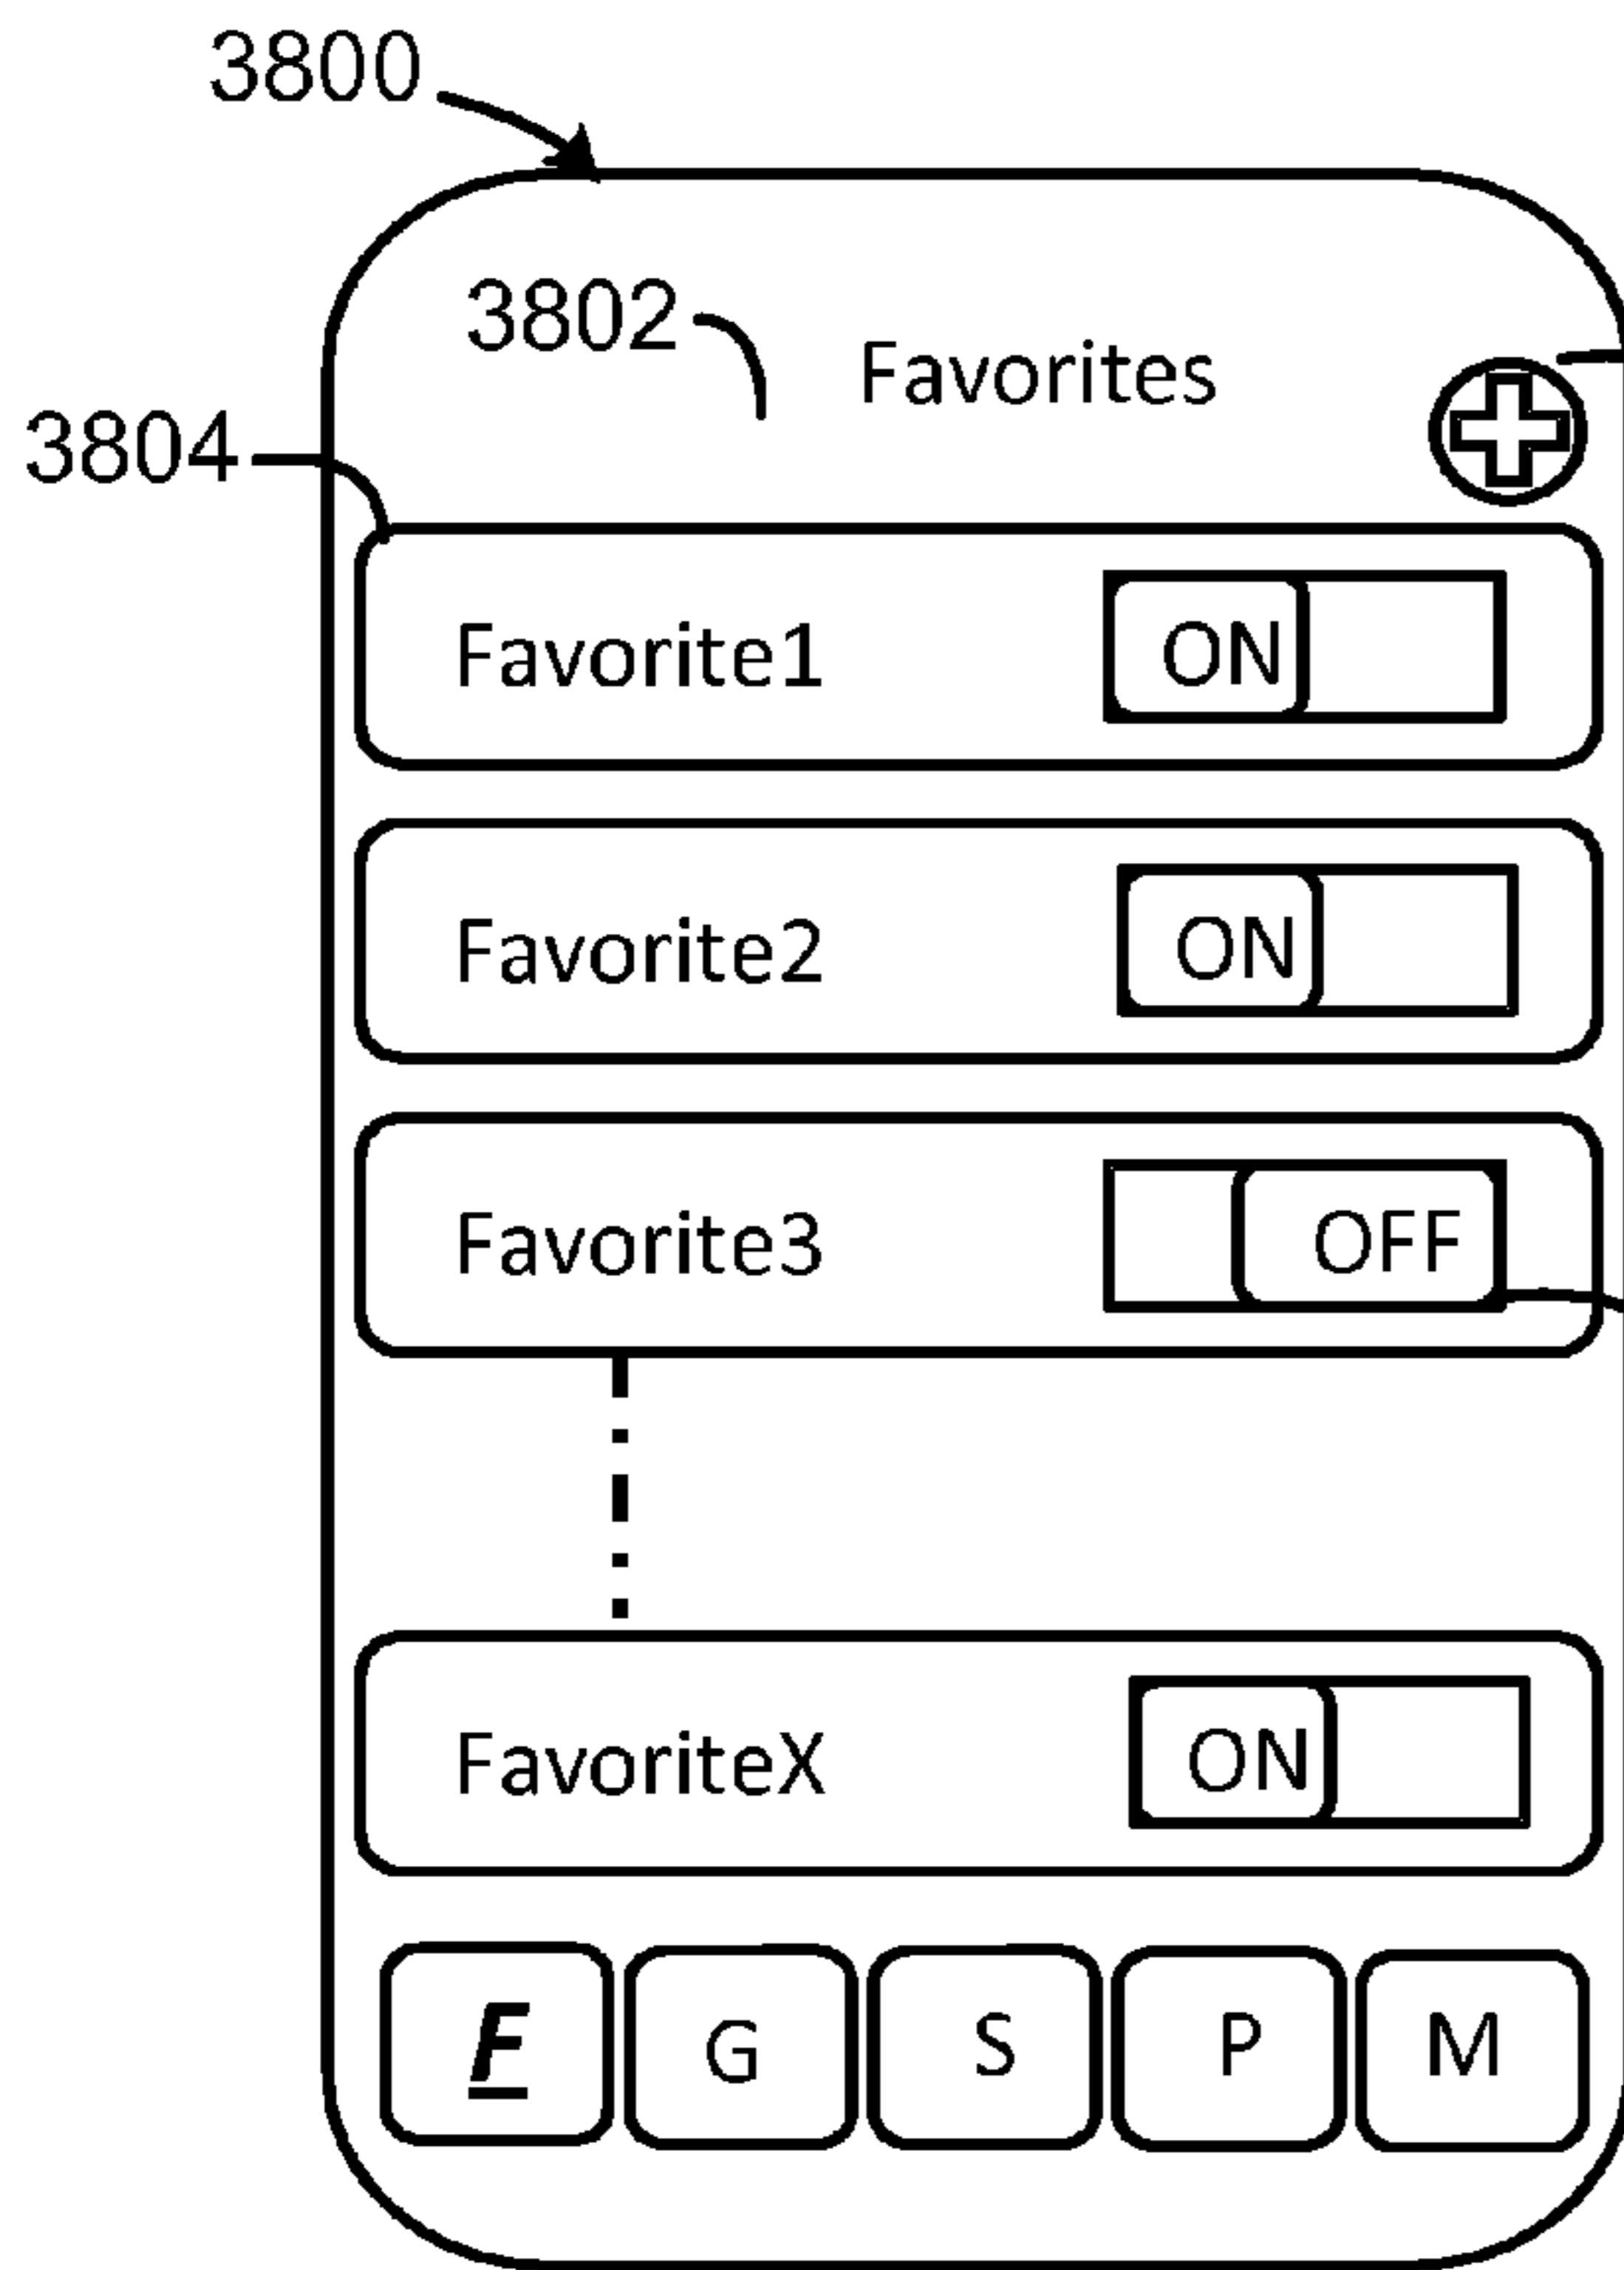 3800
3802
Favorites
3804
Favorite1 ON
Favorite2 ON
Favorite3 OFF
FavoriteX ON
F G S P M